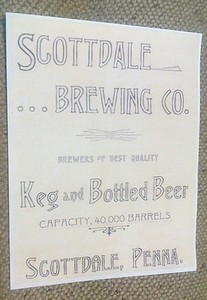 SCOTTDALE
... BREWING CO.
BREWERS OF BEST QUALITY
Keg and Bottled Beer
CAPACITY, 40,000 BARRELS
SCOTTDALE, PENNA.